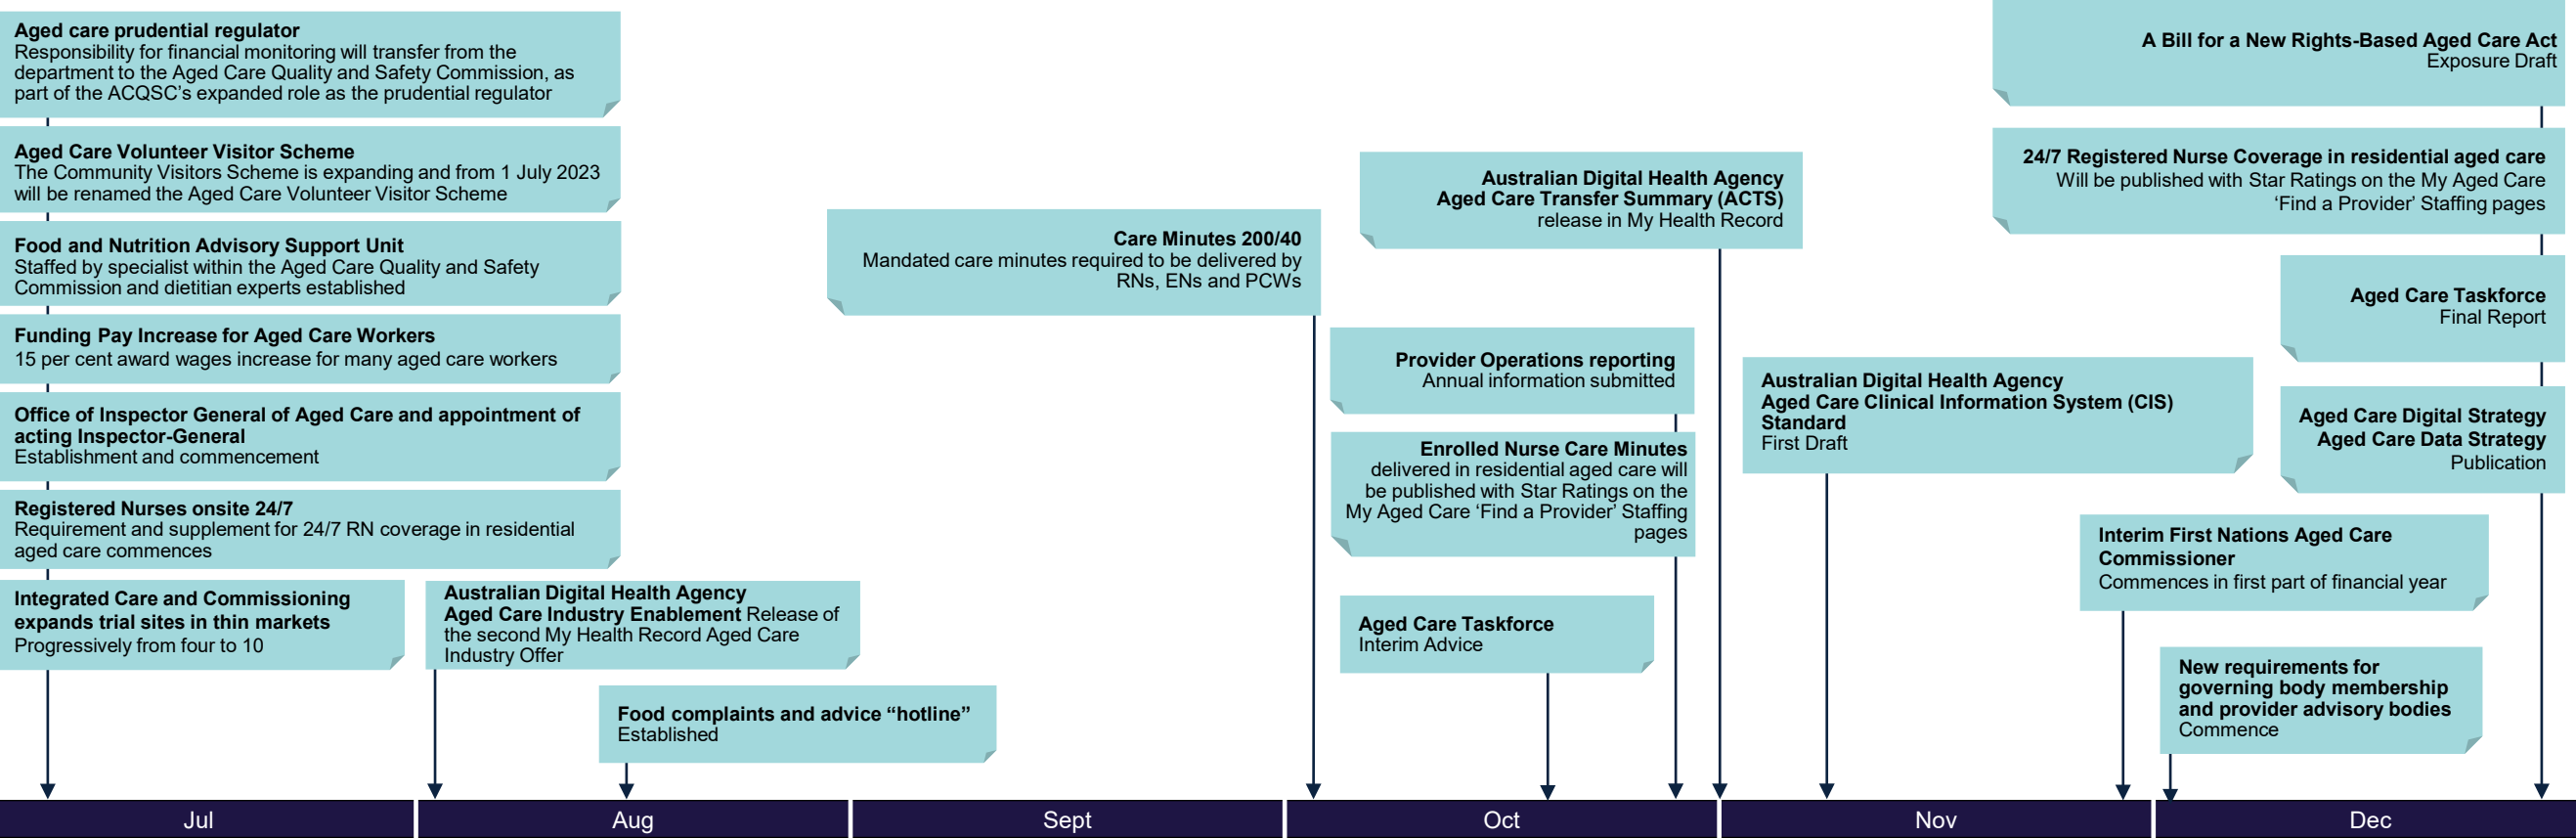 Aged care prudential regulator
Responsibility for financial monitoring will transfer from the
department to the Aged Care Quality and Safety Commission, as
part of the ACQSC's expanded role as the prudential regulator
Aged Care Volunteer Visitor Scheme
The Community Visitors Scheme is expanding and from 1 July 2023
will be renamed the Aged Care Volunteer Visitor Scheme
Food and Nutrition Advisory Support Unit
Staffed by specialist within the Aged Care Quality and Safety
Commission and dietitian experts established
Funding Pay Increase for Aged Care Workers
15 per cent award wages increase for many aged care workers
Office of Inspector General of Aged Care and appointment of
acting Inspector-General
Establishment and commencement
Registered Nurses onsite 24/7
Requirement and supplement for 24/7 RN coverage in residential
aged care commences
Integrated Care and Commissioning
expands trial sites in thin markets
Progressively from four to 10
Australian Digital Health Agency
Aged Care Industry Enablement Release of
the second My Health Record Aged Care
Industry Offer
Food complaints and advice “hotline”
Established
Care Minutes 200/40
Mandated care minutes required to be delivered by
RNs, ENs and PCWs
Australian Digital Health Agency
Aged Care Transfer Summary (ACTS)
release in My Health Record
Provider Operations reporting
Annual information submitted
Enrolled Nurse Care Minutes
delivered in residential aged care will
be published with Star Ratings on the
My Aged Care ‘Find a Provider’ Staffing
pages
Aged Care Taskforce
Interim Advice
Australian Digital Health Agency
Aged Care Clinical Information System (CIS)
Standard
First Draft
A Bill for a New Rights-Based Aged Care Act
Exposure Draft
24/7 Registered Nurse Coverage in residential aged care
Will be published with Star Ratings on the My Aged Care
‘Find a Provider’ Staffing pages
Aged Care Taskforce
Final Report
Aged Care Digital Strategy
Aged Care Data Strategy
Publication
Interim First Nations Aged Care
Commissioner
Commences in first part of financial year
New requirements for
governing body membership
and provider advisory bodies
Commence
Jul
Aug
Sept
Oct
Nov
Dec